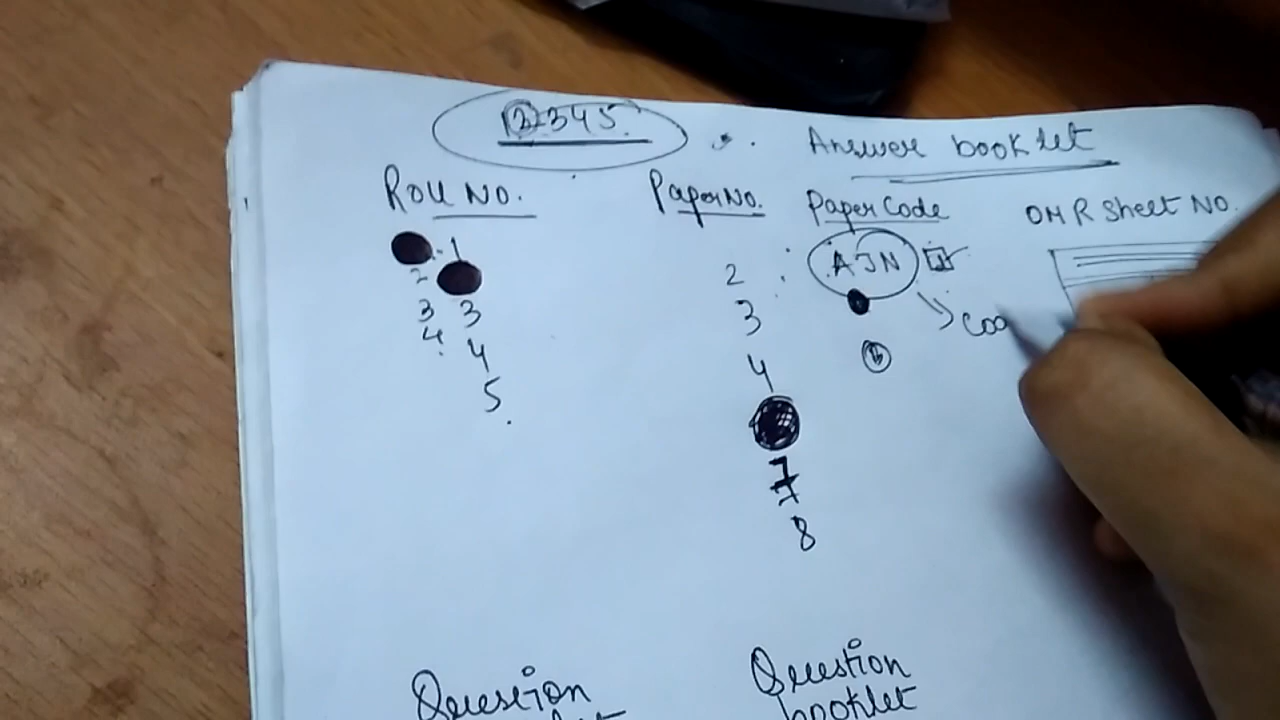 12345.
Answer booklet
Roll No.
Paper No.
Paper Code
OMR Sheet NO.
1
2
3
4
3
4
5
2
3
4
7
8
AJN
Question
Question
booklet